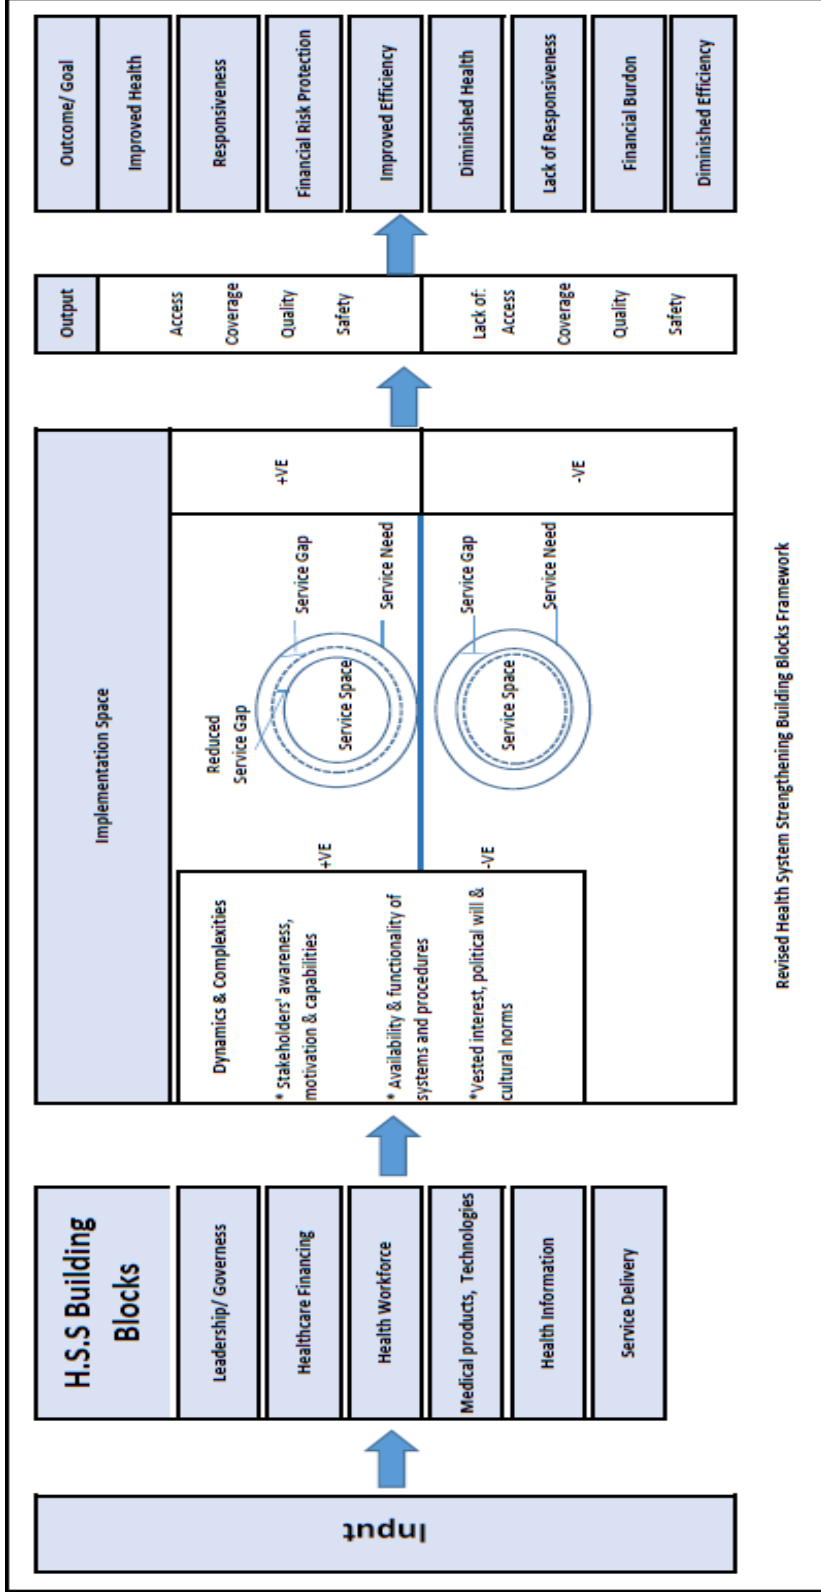 Input
H.S.S Building
Blocks
Leadership/ Governess
Healthcare Financing
Health Workforce
Medical products, Technologies
Health Information
Service Delivery
Implementation Space
Dynamics & Complexities
* Stakeholders' awareness,
motivation & capabilities
* Availability & functionality of
systems and procedures
*Vested interest, political will &
cultural norms
+VE
-VE
Reduced
Service Gap
Service Space
Service Gap
Service Need
Service Space
Service Gap
Service Need
+VE
-VE
Output
Access
Coverage
Quality
Safety
Lack of:
Access
Coverage
Quality
Safety
Outcome/ Goal
Improved Health
Responsiveness
Financial Risk Protection
Improved Efficiency
Diminished Health
Lack of Responsiveness
Financial Burdon
Diminished Efficiency
Revised Health System Strengthening Building Blocks Framework